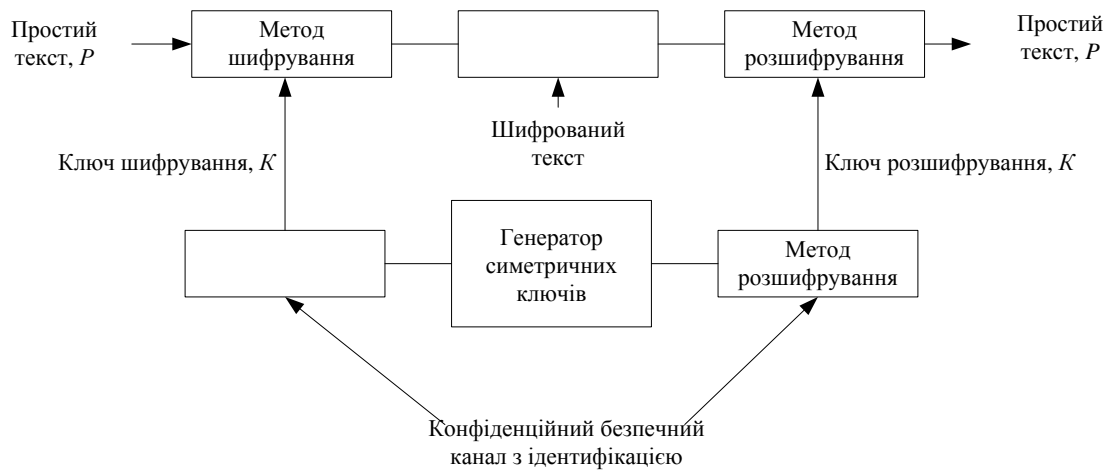 Простий
текст, P
Метод
шифрування
Метод
розшифрування
Простий
текст, P
Шифрований
текст
Ключ шифрування, K
Ключ розшифрування, K
Генератор
симетричних
ключів
Метод
розшифрування
Конфіденційний безпечний
канал з ідентифікацією